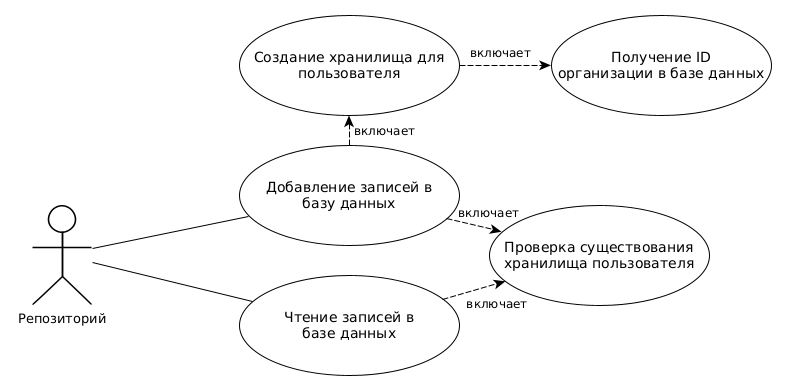 Создание хранилища для
пользователя
включает
Получение ID
организации в базе данных
включает
Добавление записей в
базу данных
включает
Проверка существования
хранилища пользователя
Репозиторий
Чтение записей в
базе данных
включает